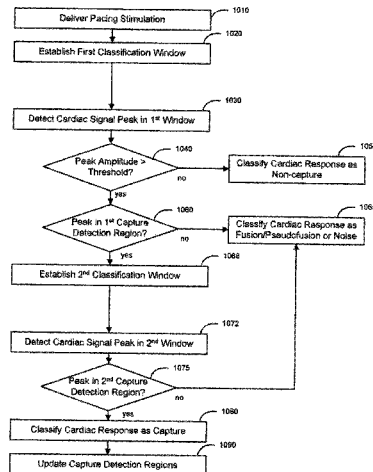 Deliver Pacing Stimulation
1010
1020
Establish First Classification Window
1030
Detect Cardiac Signal Peak in 1st Window
1040
Peak Amplitude >
Threshold?
no
yes
105
Classify Cardiac Response as
Non-capture
1060
Peak in 1st Capture
Detection Region?
no
yes
106
Classify Cardiac Response as
Fusion/Pseudofusion or Noise
1068
Establish 2nd Classification Window
1072
Detect Cardiac Signal Peak in 2nd Window
1075
Peak in 2nd Capture
Detection Region?
no
yes
1080
Classify Cardiac Response as Capture
1090
Update Capture Detection Regions